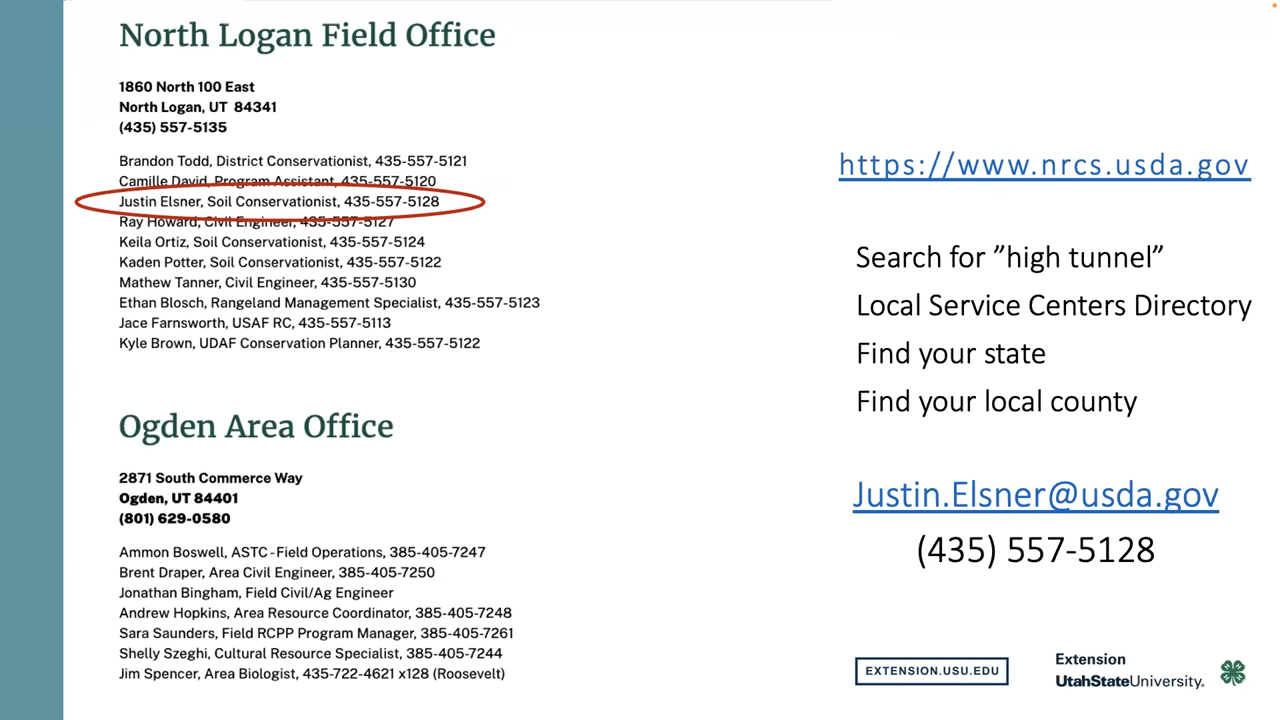 North Logan Field Office
1860 North 100 East
North Logan, UT 84341
(435) 557-5135
Brandon Todd, District Conservationist, 435-557-5121
Camille David, Program Assistant, 435-557-5120
Justin Elsner, Soil Conservationist, 435-557-5128
Ray Howard, Civil Engineer, 435-557-5127
Keila Ortiz, Soil Conservationist, 435-557-5124
Kaden Potter, Soil Conservationist, 435-557-5122
Mathew Tanner, Civil Engineer, 435-557-5130
Ethan Blosch, Rangeland Management Specialist, 435-557-5123
Jace Farnsworth, USAF RC, 435-557-5113
Kyle Brown, UDAF Conservation Planner, 435-557-5122
Ogden Area Office
2871 South Commerce Way
Ogden, UT 84401
(801) 629-0580
Ammon Boswell, ASTC - Field Operations, 385-405-7247
Brent Draper, Area Civil Engineer, 385-405-7250
Jonathan Bingham, Field Civil/Ag Engineer
Andrew Hopkins, Area Resource Coordinator, 385-405-7248
Sara Saunders, Field RCPP Program Manager, 385-405-7261
Shelly Szeghi, Cultural Resource Specialist, 385-405-7244
Jim Spencer, Area Biologist, 435-722-4621 x128 (Roosevelt)
https://www.nrcs.usda.gov
Search for ”high tunnel”
Local Service Centers Directory
Find your state
Find your local county
Justin.Elsner@usda.gov
(435) 557-5128
EXTENSION.USU.EDU
Extension
UtahStateUniversity®